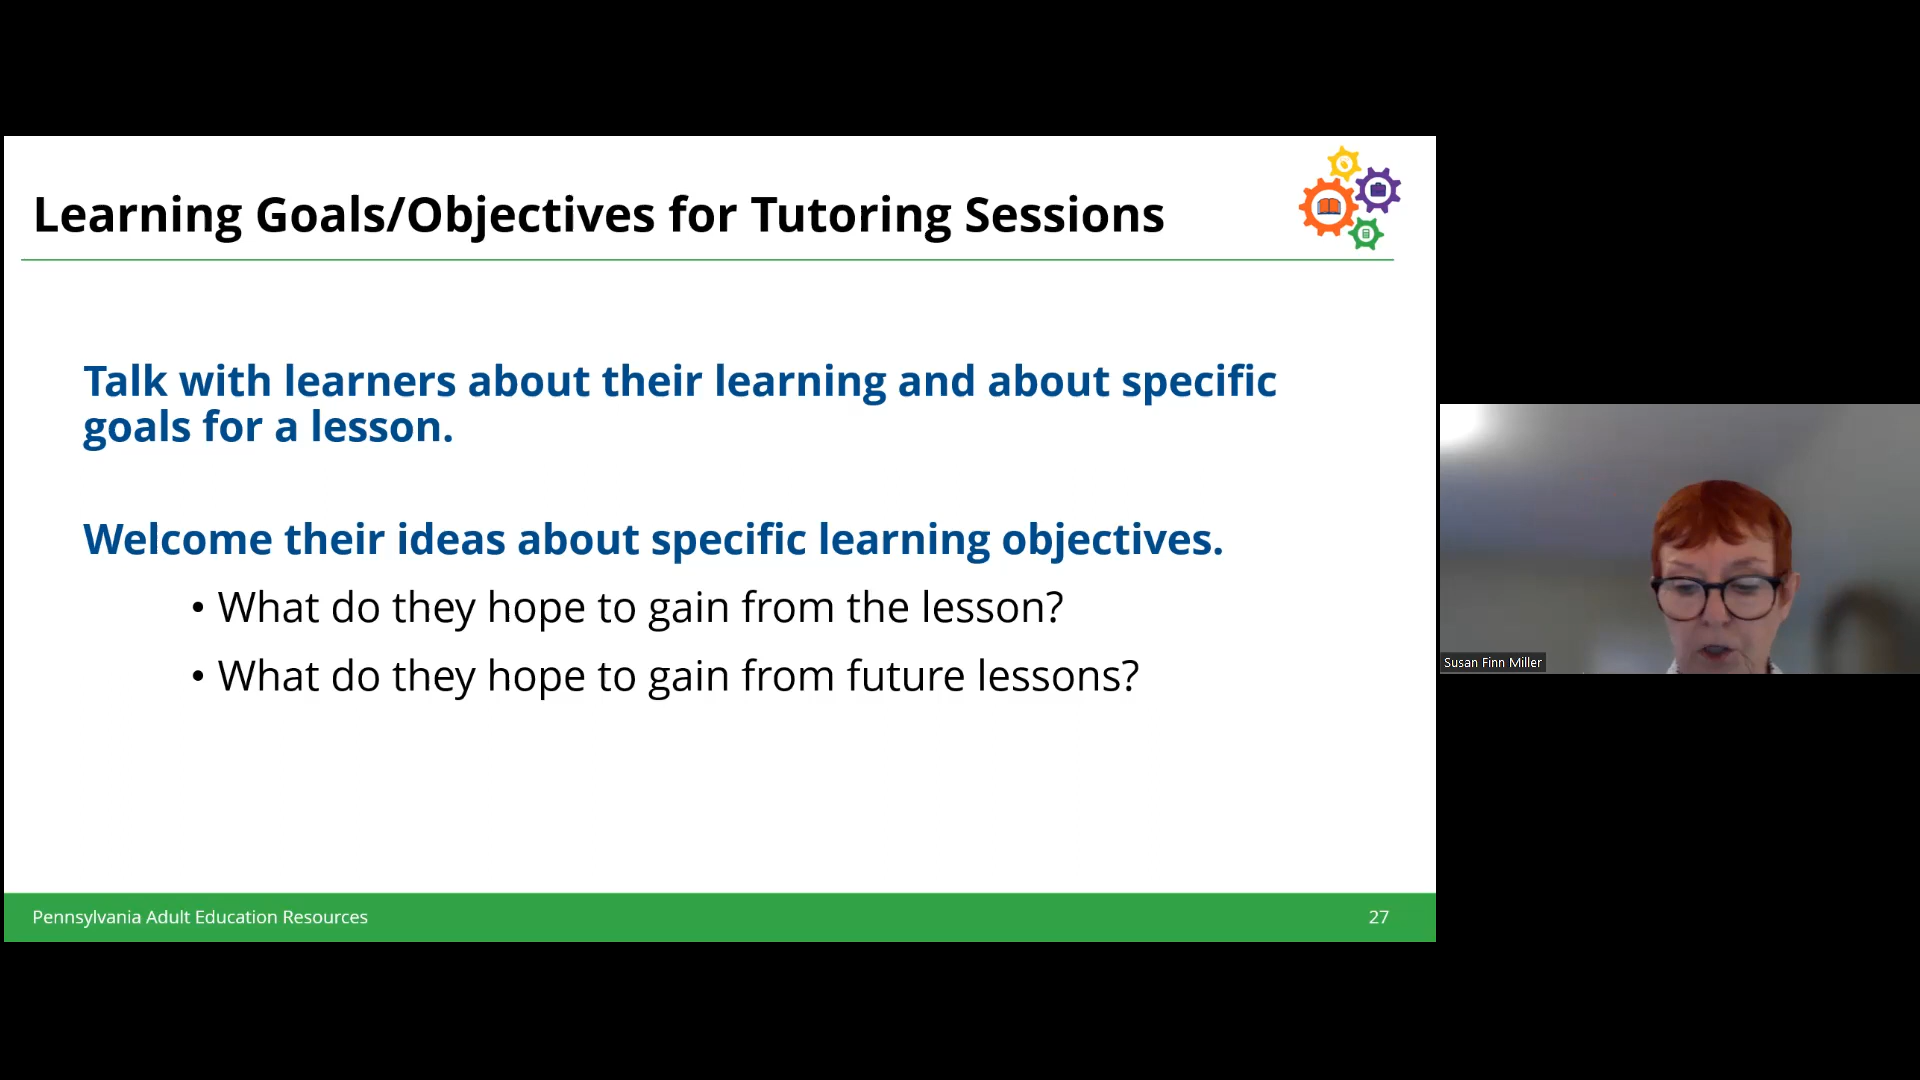 Learning Goals/Objectives for Tutoring Sessions
Talk with learners about their learning and about specific
goals for a lesson.
Welcome their ideas about specific learning objectives.
• What do they hope to gain from the lesson?
• What do they hope to gain from future lessons?
Pennsylvania Adult Education Resources
27
Susan Finn Miller